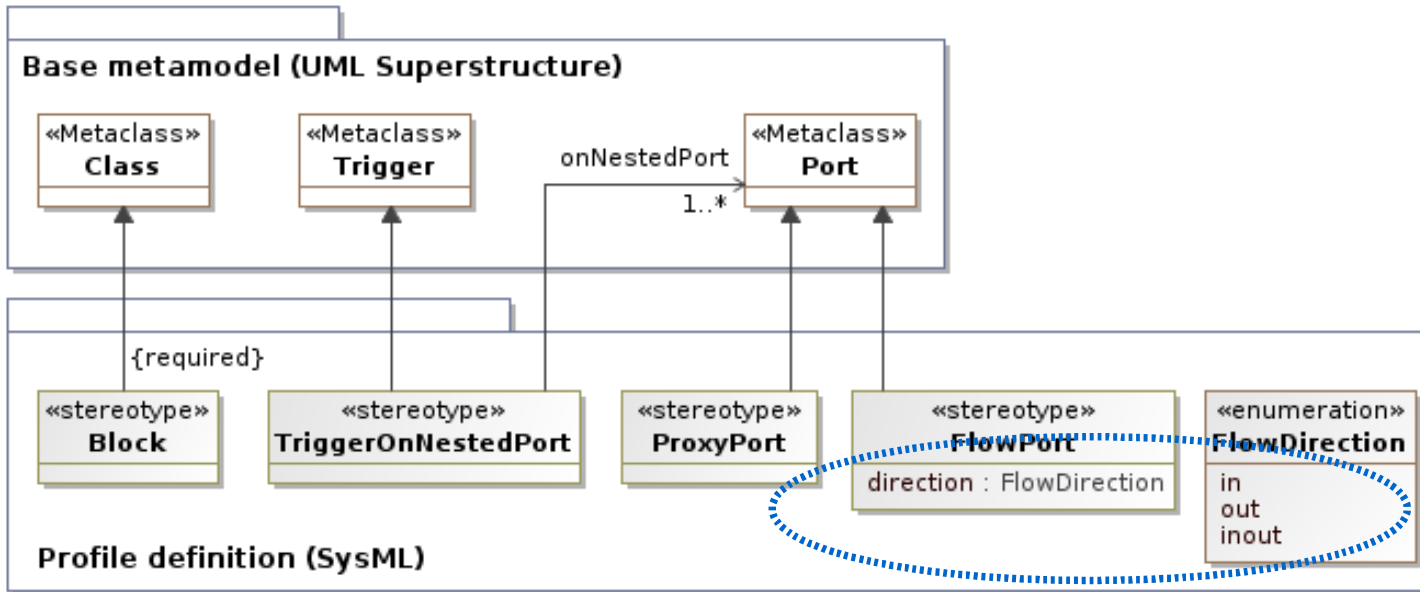 Base metamodel (UML Superstructure)
«Metaclass»
Class
«Metaclass»
Trigger
onNestedPort
1..*
«Metaclass»
Port
{required}
«stereotype»
Block
«stereotype»
TriggerOnNestedPort
«stereotype»
ProxyPort
«stereotype»
FlowPort
direction : FlowDirection
«enumeration»
FlowDirection
in
out
inout
Profile definition (SysML)